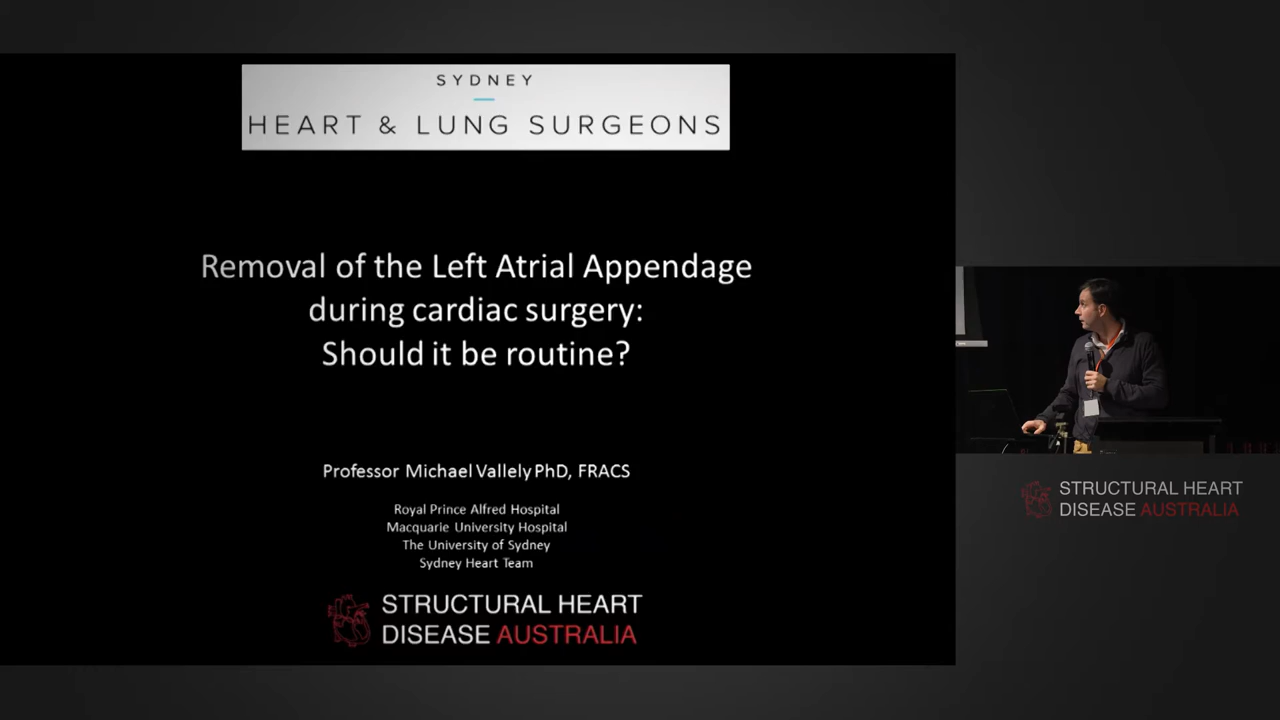 SYDNEY
HEART & LUNG SURGEONS
Removal of the Left Atrial Appendage
during cardiac surgery:
Should it be routine?
Professor Michael Vallely PhD, FRACS
Royal Prince Alfred Hospital
Macquarie University Hospital
The University of Sydney
Sydney Heart Team
STRUCTURAL HEART
DISEASE AUSTRALIA
STRUCTURAL HEART
DISEASE AUSTRALIA